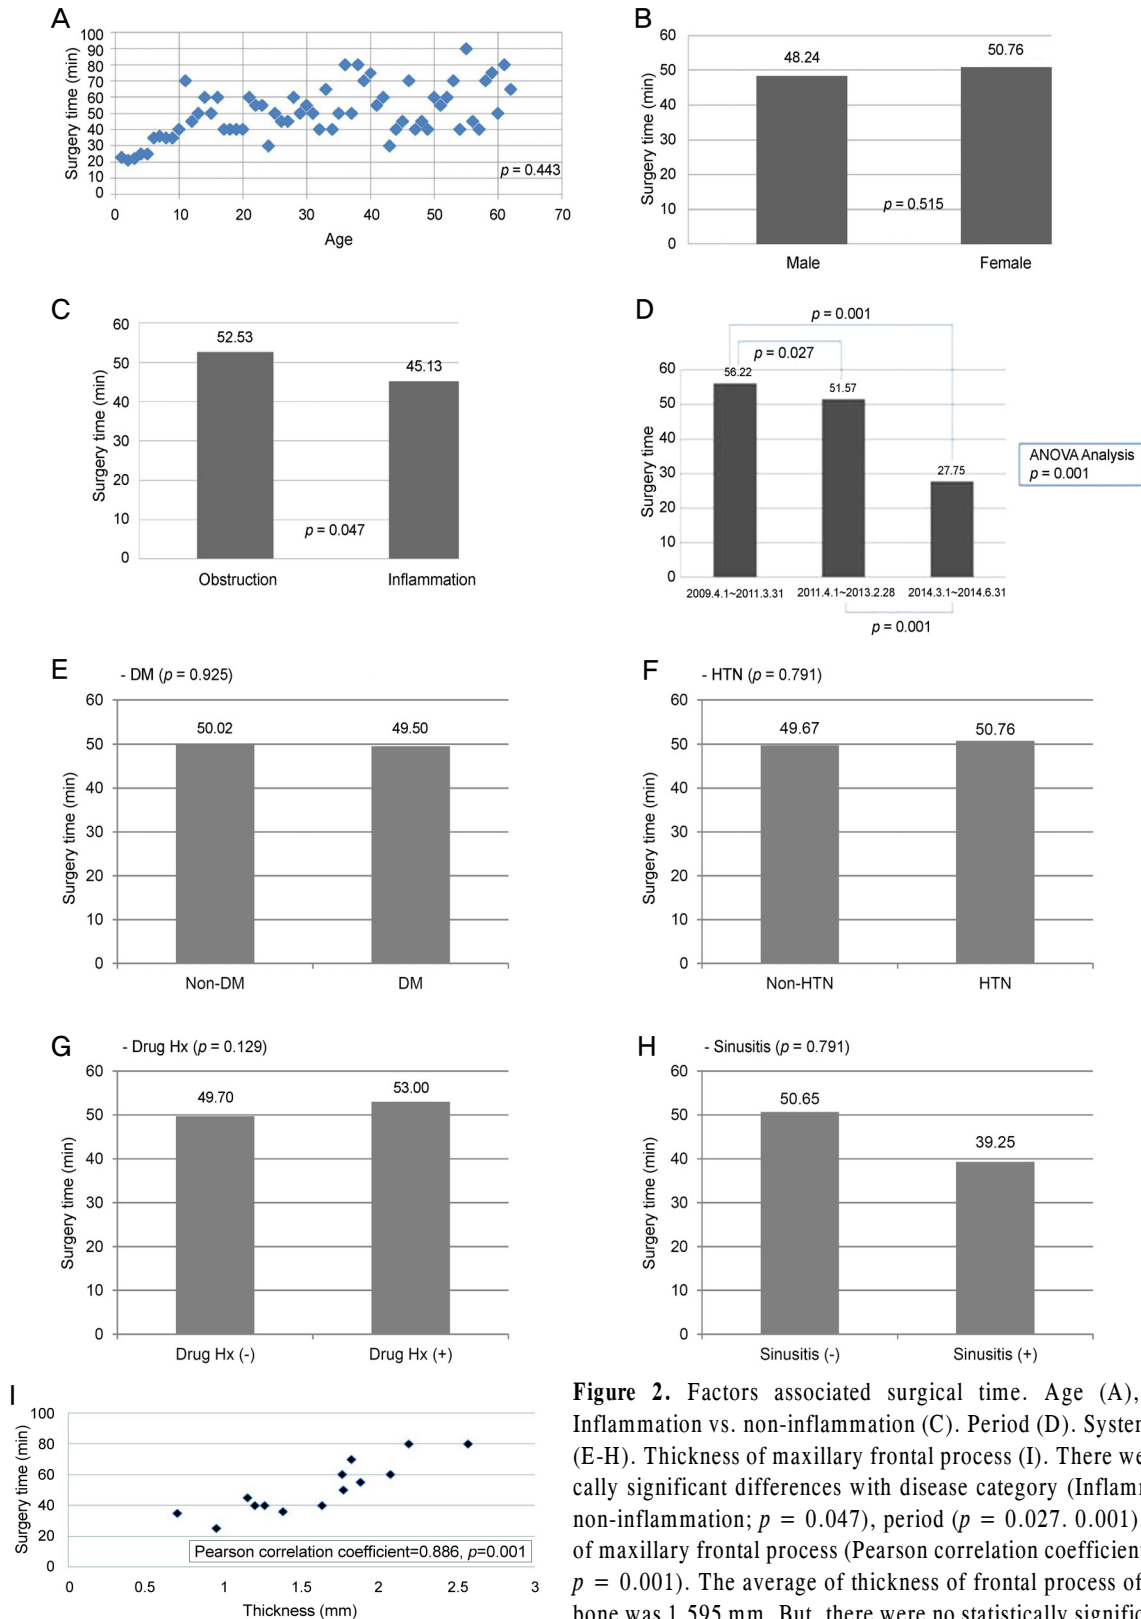 A
Surgery time (min)
100
90
80
70
60
50
40
30
20
10
0
p = 0.443
0 10 20 30 40 50 60 70
Age
B
Surgery time (min)
60
50
40
30
20
10
0
48.24
50.76
p = 0.515
Male Female
C
Surgery time (min)
60
50
40
30
20
10
0
52.53
45.13
p = 0.047
Obstruction Inflammation
D
p = 0.001
p = 0.027
Surgery time
60
50
40
30
20
10
0
56.22
51.57
27.75
ANOVA Analysis
p = 0.001
2009.4.1~2011.3.31 2011.4.1~2013.2.28 2014.3.1~2014.6.31
p = 0.001
E
- DM (p = 0.925)
Surgery time (min)
60
50
40
30
20
10
0
50.02
49.50
Non-DM DM
F
- HTN (p = 0.791)
Surgery time (min)
60
50
40
30
20
10
0
49.67
50.76
Non-HTN HTN
G
- Drug Hx (p = 0.129)
Surgery time (min)
60
50
40
30
20
10
0
49.70
53.00
Drug Hx (-) Drug Hx (+)
H
- Sinusitis (p = 0.791)
Surgery time (min)
60
50
40
30
20
10
0
50.65
39.25
Sinusitis (-) Sinusitis (+)
I
Surgery time (min)
100
80
60
40
20
0
Pearson correlation coefficient=0.886, p=0.001
0 0.5 1 1.5 2 2.5 3
Thickness (mm)
Figure 2. Factors associated surgical time. Age (A),
Inflammation vs. non-inflammation (C). Period (D). System
(E-H). Thickness of maxillary frontal process (I). There we
cally significant differences with disease category (Inflamm
non-inflammation; p = 0.047), period (p = 0.027. 0.001)
of maxillary frontal process (Pearson correlation coefficient
p = 0.001). The average of thickness of frontal process of
bone was 1.595 mm. But, there were no statistically signific